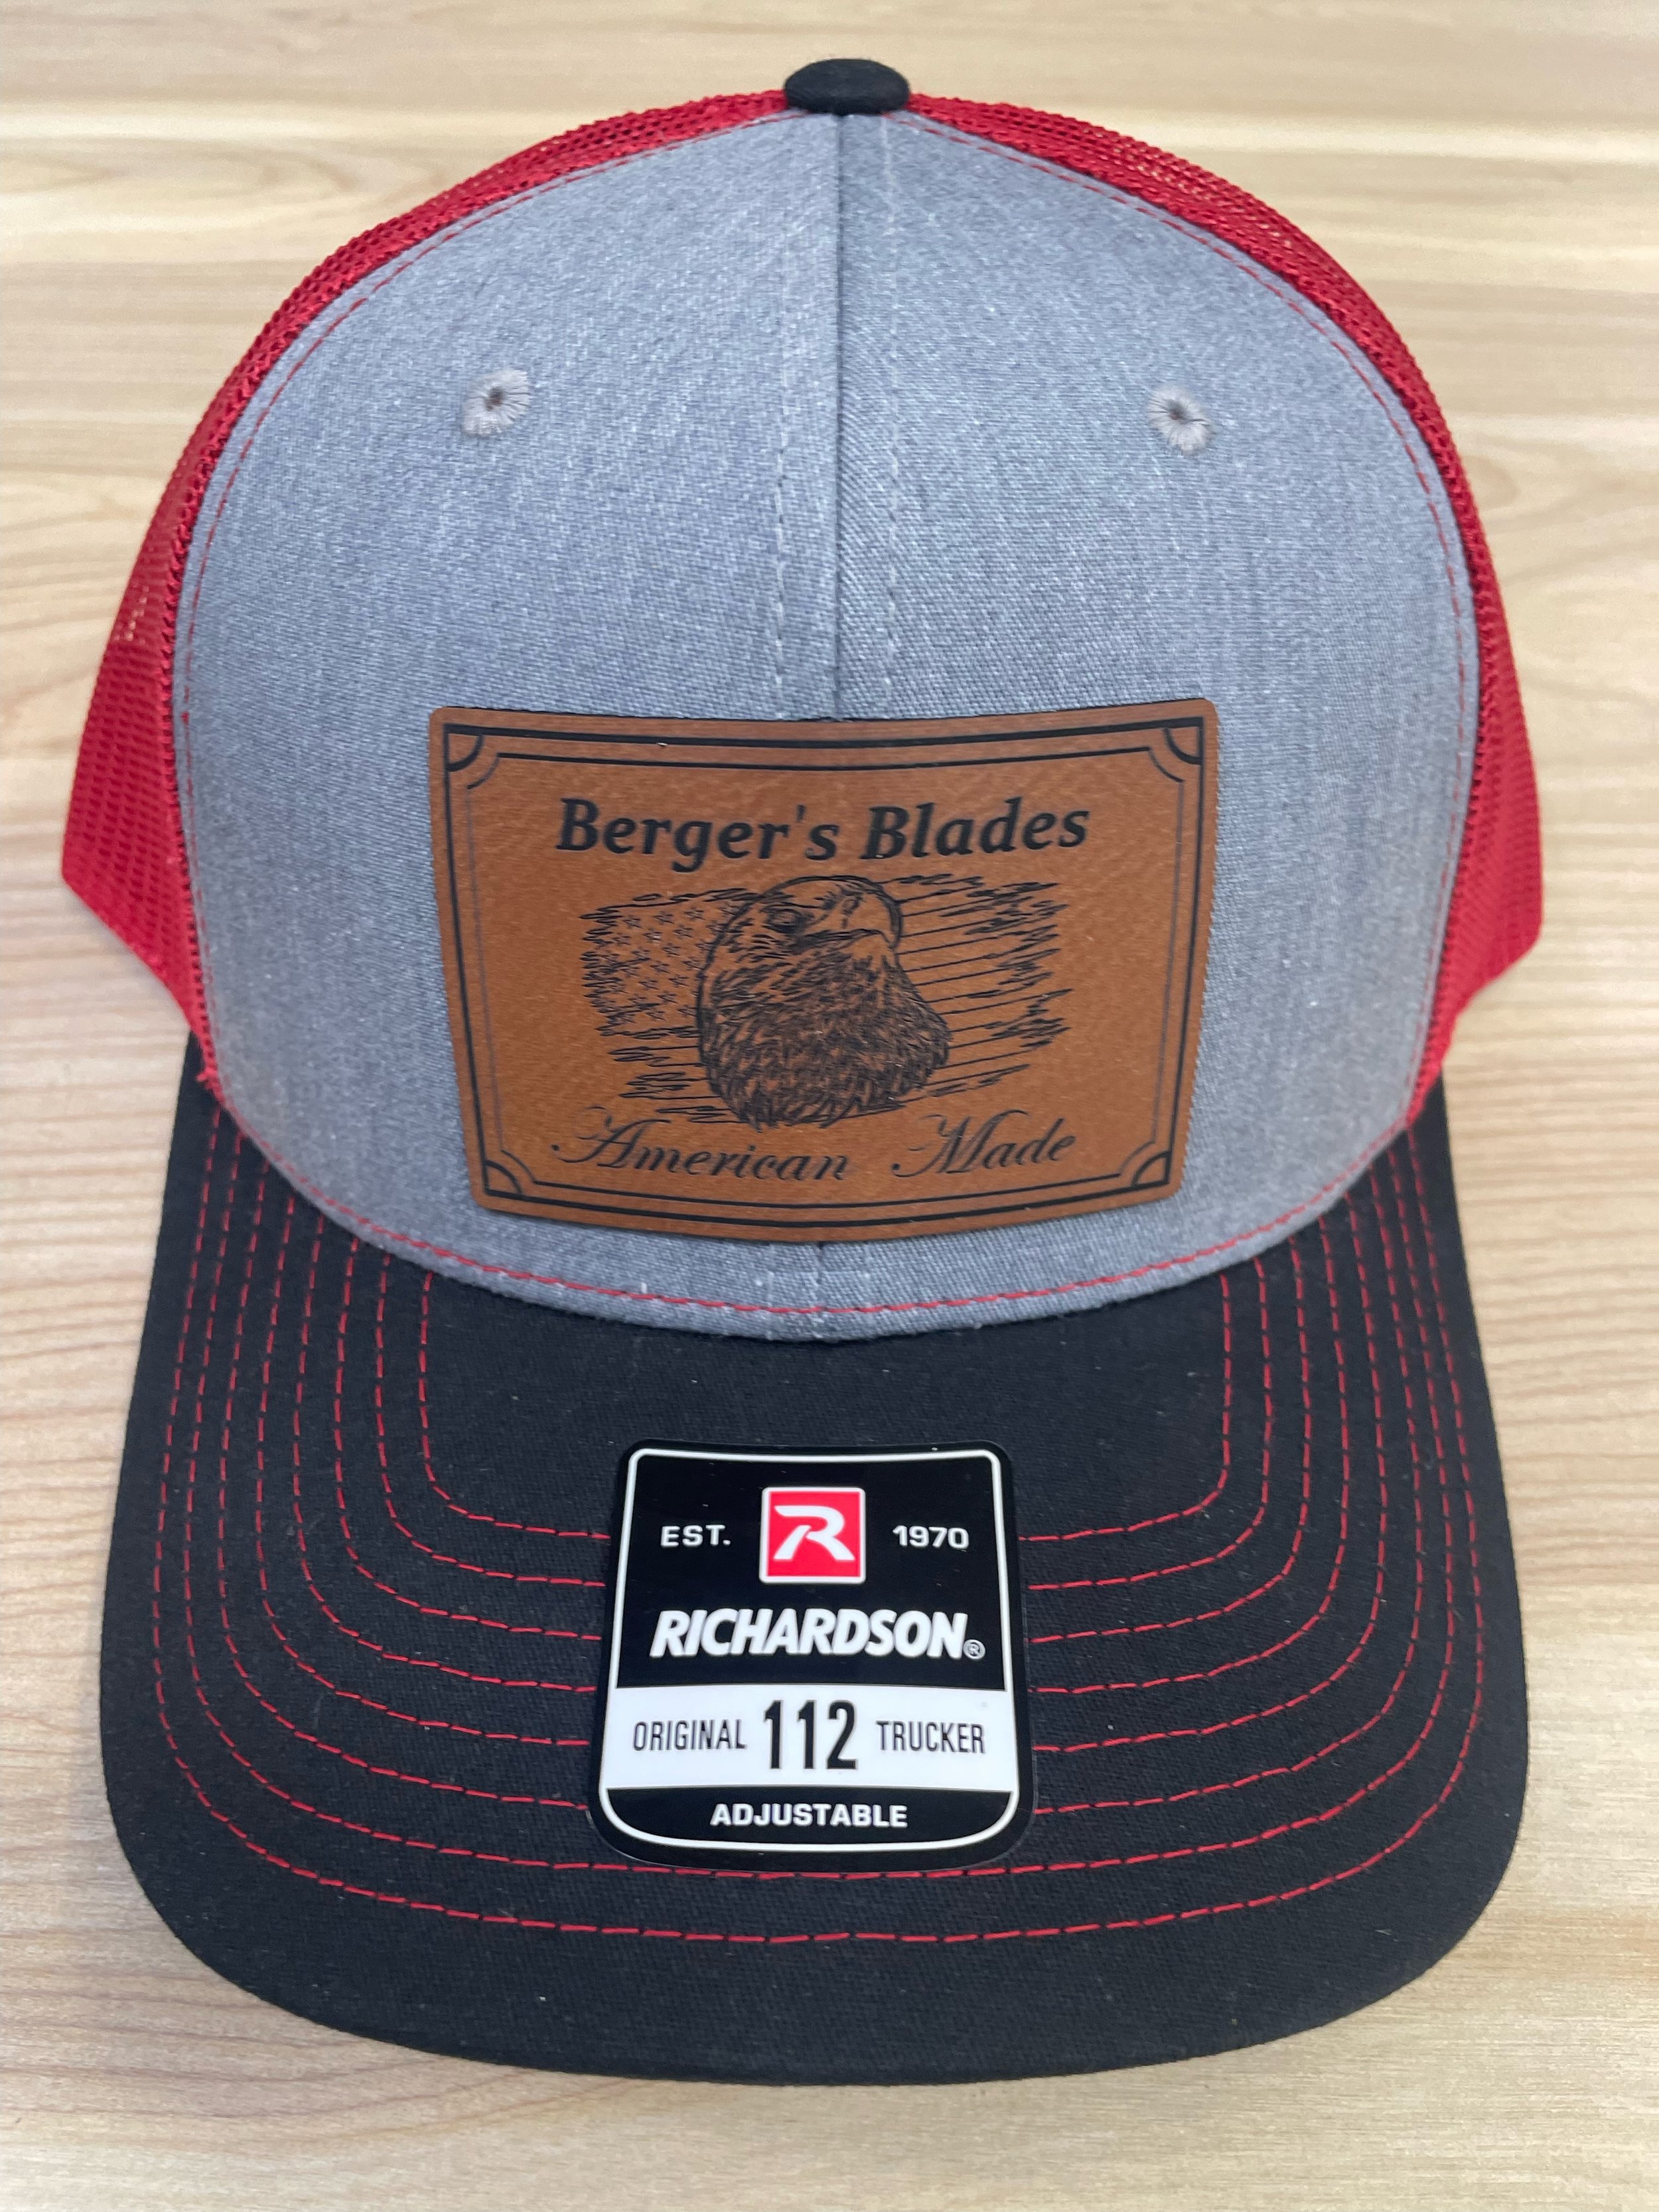 Berger's Blades
American Made
EST. R 1970
RICHARDSON®
ORIGINAL 112 TRUCKER
ADJUSTABLE